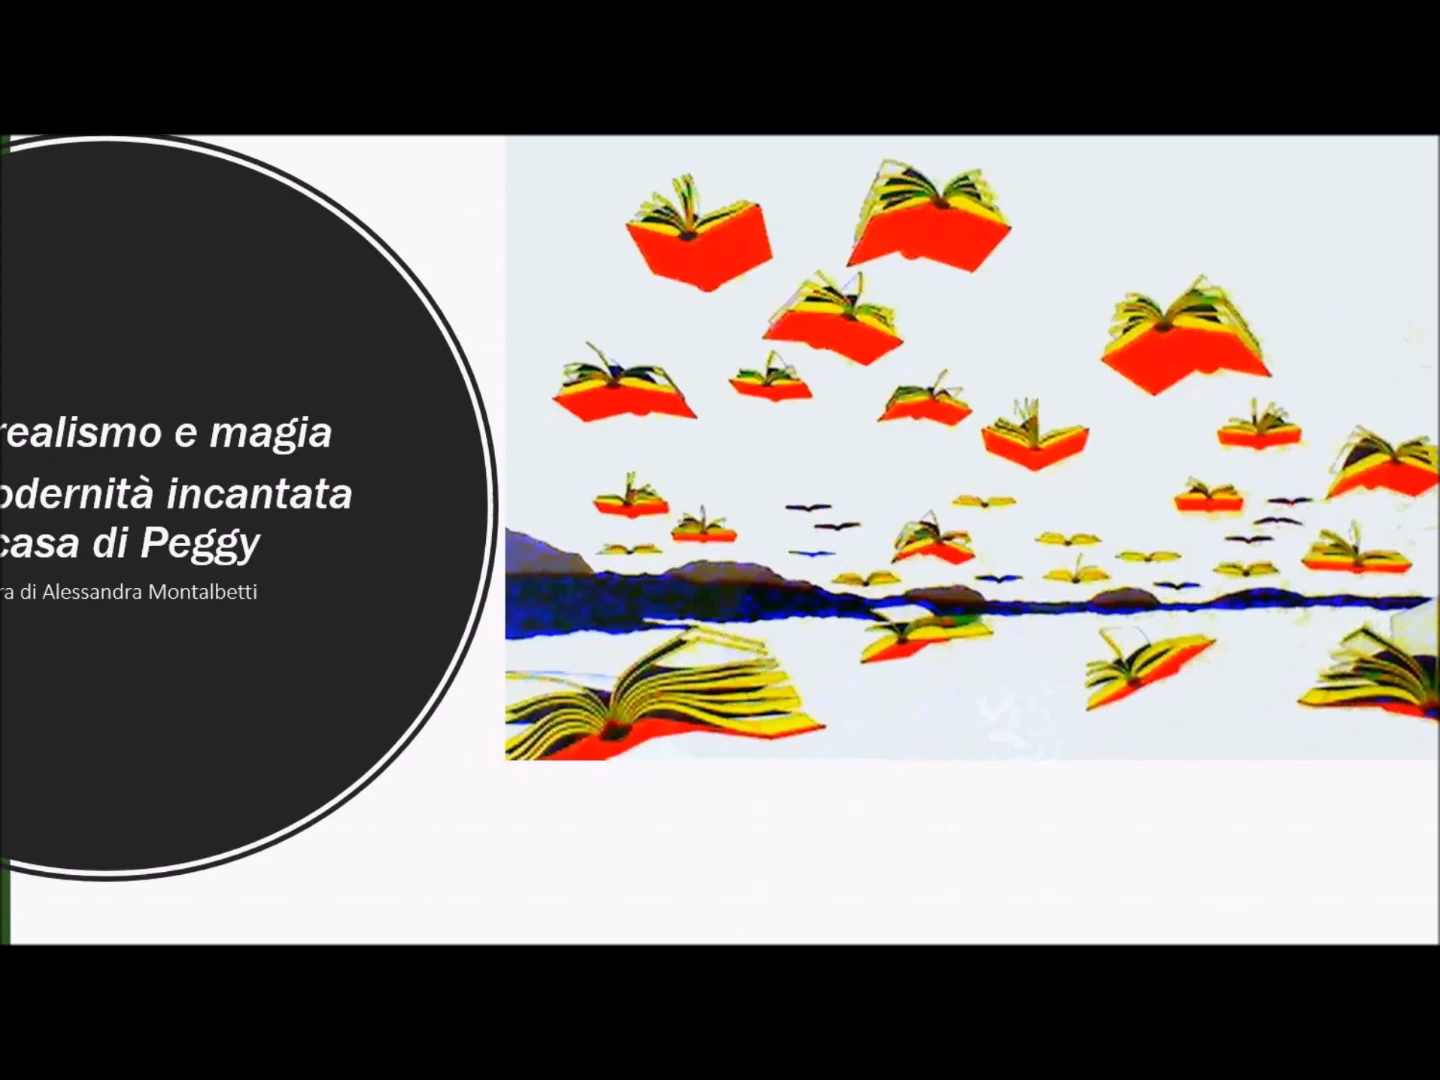 realismo e magia
odernità incantata
casa di Peggy
ra di Alessandra Montalbetti